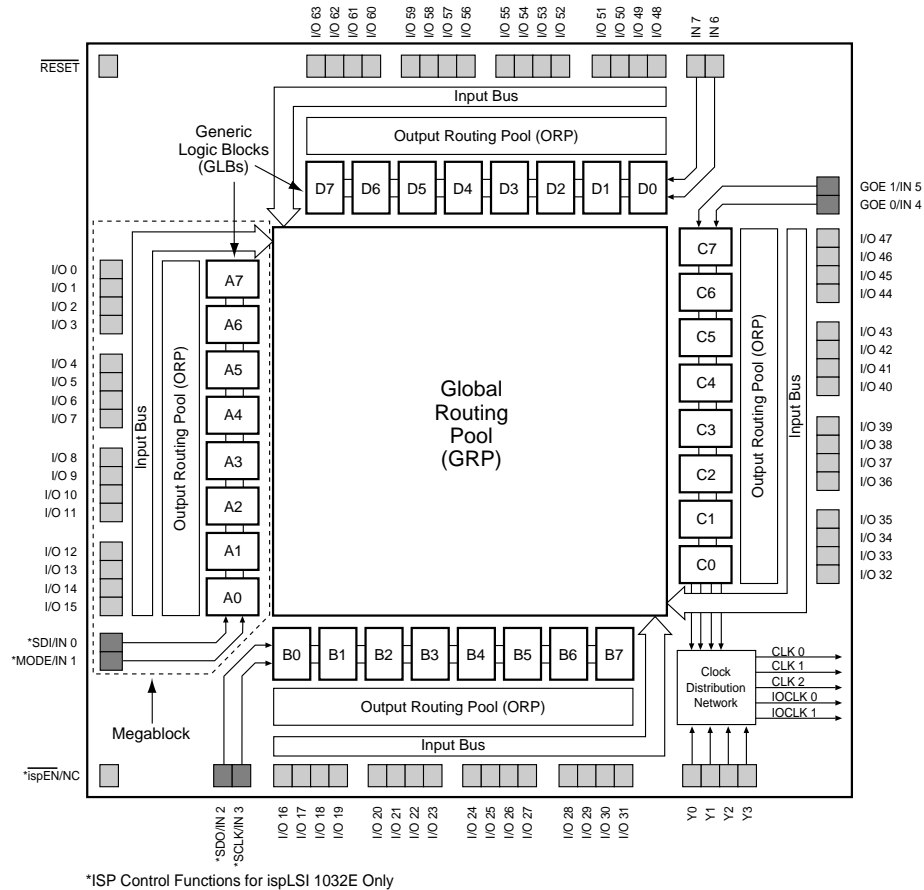 I/O 63
I/O 62
I/O 61
I/O 60
I/O 59
I/O 58
I/O 57
I/O 56
I/O 55
I/O 54
I/O 53
I/O 52
I/O 51
I/O 50
I/O 49
I/O 48
IN 7
IN 6
RESET
Input Bus
Output Routing Pool (ORP)
Generic
Logic Blocks
(GLBs)
D7
D6
D5
D4
D3
D2
D1
D0
GOE 1/IN 5
GOE 0/IN 4
I/O 0
I/O 1
I/O 2
I/O 3
I/O 4
I/O 5
I/O 6
I/O 7
I/O 8
I/O 9
I/O 10
I/O 11
I/O 12
I/O 13
I/O 14
I/O 15
*SDI/IN 0
*MODE/IN 1
Input Bus
Output Routing Pool (ORP)
A7
A6
A5
A4
A3
A2
A1
A0
Global
Routing
Pool
(GRP)
C7
C6
C5
C4
C3
C2
C1
C0
Output Routing Pool (ORP)
Input Bus
I/O 47
I/O 46
I/O 45
I/O 44
I/O 43
I/O 42
I/O 41
I/O 40
I/O 39
I/O 38
I/O 37
I/O 36
I/O 35
I/O 34
I/O 33
I/O 32
B0
B1
B2
B3
B4
B5
B6
B7
Output Routing Pool (ORP)
Input Bus
Megablock
Clock
Distribution
Network
CLK 0
CLK 1
CLK 2
IOCLK 0
IOCLK 1
*ispEN/NC
*SDO/IN 2
*SCLK/IN 3
I/O 16
I/O 17
I/O 18
I/O 19
I/O 20
I/O 21
I/O 22
I/O 23
I/O 24
I/O 25
I/O 26
I/O 27
I/O 28
I/O 29
I/O 30
I/O 31
Y0
Y1
Y2
Y3
*ISP Control Functions for ispLSI 1032E Only